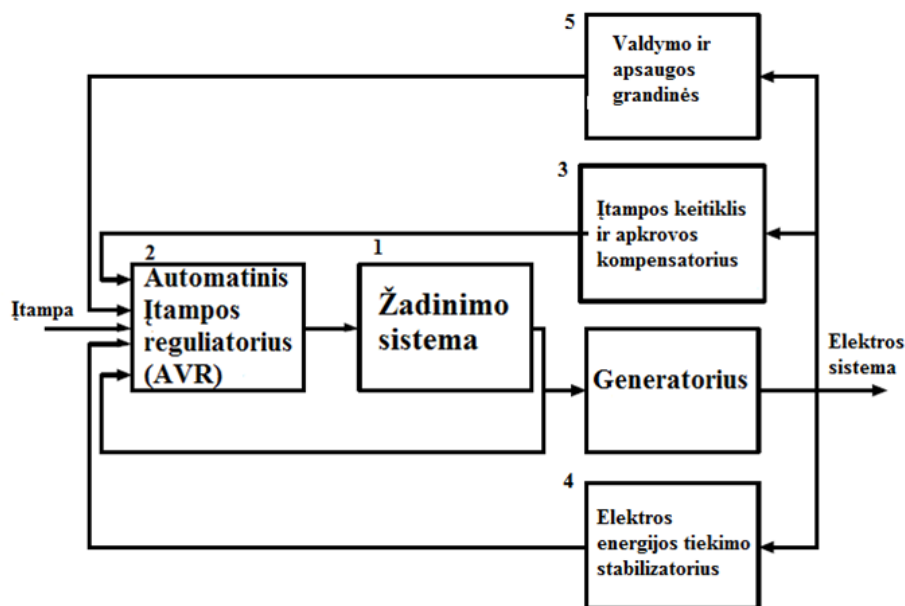 5
Valdymo ir
apsaugos
grandinės
3
Įtampos keitiklis
ir apkrovos
kompensatorius
2
Automatinis
Įtampos
reguliatorius
(AVR)
1
Žadinimo
sistema
Įtampa
Generatorius
Elektros
sistema
4
Elektros
energijos tiekimo
stabilizatorius